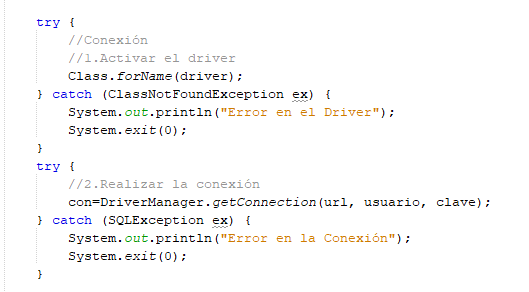 try {
//Conexión
//1.Activar el driver
Class.forName(driver);
} catch (ClassNotFoundException ex) {
System.out.println("Error en el Driver");
System.exit(0);
}
try {
//2.Realizar la conexión
con=DriverManager.getConnection(url, usuario, clave);
} catch (SQLException ex) {
System.out.println("Error en la Conexión");
System.exit(0);
}